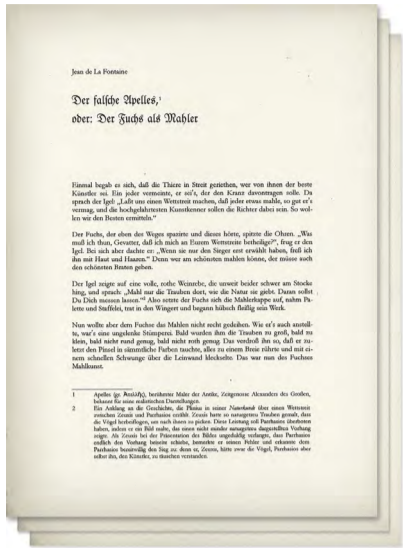 Jean de La Fontaine
Der falsche Apelles,¹
oder: Der Fuchs als Mahler
Einmal begab es sich, daß die Thiere in Streit geriethen, wer von ihnen der beste
Künstler sei. Ein jeder vermeinte, er sei's, der den Kranz davontragen solle. Da
sprach der Igel: „Laßt uns einen Wettstreit machen, daß jeder etwas mahle, so gut er's
vermag, und die hochgelahrtesten Kunstkenner sollen die Richter dabei sein. So wol-
len wir den Besten ermitteln."
Der Fuchs, der eben des Weges spazirte und dieses hörte, spitzte die Ohren. „Was
muß ich thun, Gevatter, daß ich mich an Eurem Wettstreite betheilige?", frug er den
Igel. Bei sich aber dachte er: „Wenn sie nur den Sieger erst erwählt haben, freß ich
ihn mit Haut und Haaren." Denn wer am schönsten mahlen könne, der müsse auch
den schönsten Braten geben.
Der Igel zeigte auf eine volle, rothe Weinrebe, die unweit beider schwer am Stocke
hing, und sprach: „Mahl nur die Trauben dort, wie die Natur sie giebt. Daran sollst
Du Dich messen lassen."² Also setzte der Fuchs sich die Mahlerkappe auf, nahm Pa-
lette und Staffelei, trat in den Wingert und begann hübsch fleißig sein Werk.
Nun wollte aber dem Fuchse das Mahlen nicht recht gedeihen. Wie er's auch anstell-
te, war's eine ungelenke Stümperei. Bald wurden ihm die Trauben zu groß, bald zu
klein, bald nicht rund genug, bald nicht roth genug. Das verdroß ihn so, daß er zu-
letzt den Pinsel in sämmtliche Farben tauchte, alles zu einem Breie rührte und mit ei-
nem schnellen Schwunge über die Leinwand kleckselte. Das war nun des Fuchses
Mahlkunst.
1 Apelles (gr. Ἀπελλῆς), berühmter Maler der Antike, Zeitgenosse Alexanders des Großen,
bekannt für seine realistischen Darstellungen.
2 Ein Anklang an die Geschichte, die Plinius in seiner Naturkunde über einen Wettstreit
zwischen Zeuxis und Parrhasios erzählt: Zeuxis hatte so naturgetreu Trauben gemalt, dass
die Vögel herbeiflogen, um nach ihnen zu picken. Diese Leistung soll Parrhasios überboten
haben, indem er ein Bild malte, das einen nicht minder naturgetreu dargestellten Vorhang
zeigte. Als Zeuxis bei der Präsentation des Bildes ungeduldig verlangte, dass Parrhasios
endlich den Vorhang beiseite schiebe, bemerkte er seinen Fehler und erkannte dem
Parrhasios bereitwillig den Sieg zu: denn er, Zeuxis, hätte zwar die Vögel, Parrhasios aber
selbst ihn, den Künstler, zu täuschen verstanden.